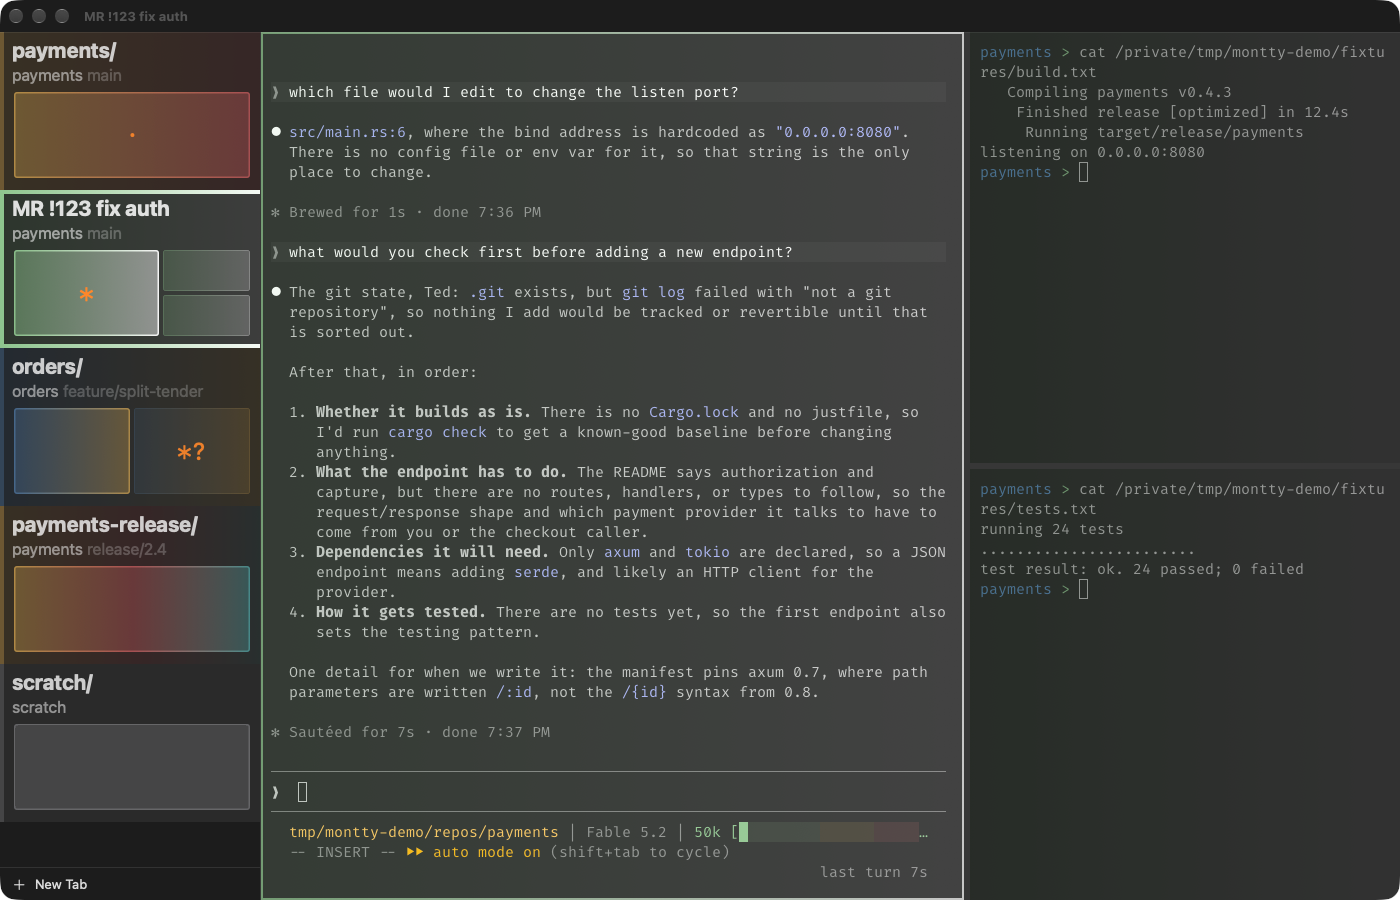 MR !123 fix auth
payments/
payments main
·
MR !123 fix auth
payments main
*
orders/
orders feature/split-tender
*?
payments-release/
payments release/2.4
scratch/
scratch
+ New Tab
❯ which file would I edit to change the listen port?
● src/main.rs:6, where the bind address is hardcoded as "0.0.0.0:8080".
There is no config file or env var for it, so that string is the only
place to change.
✻ Brewed for 1s · done 7:36 PM
❯ what would you check first before adding a new endpoint?
● The git state, Ted: .git exists, but git log failed with "not a git
repository", so nothing I add would be tracked or revertible until that
is sorted out.
After that, in order:
1. Whether it builds as is. There is no Cargo.lock and no justfile, so
I'd run cargo check to get a known-good baseline before changing
anything.
2. What the endpoint has to do. The README says authorization and
capture, but there are no routes, handlers, or types to follow, so the
request/response shape and which payment provider it talks to have to
come from you or the checkout caller.
3. Dependencies it will need. Only axum and tokio are declared, so a JSON
endpoint means adding serde, and likely an HTTP client for the
provider.
4. How it gets tested. There are no tests yet, so the first endpoint also
sets the testing pattern.
One detail for when we write it: the manifest pins axum 0.7, where path
parameters are written /:id, not the /{id} syntax from 0.8.
✻ Sautéed for 7s · done 7:37 PM
❯
tmp/montty-demo/repos/payments | Fable 5.2 | 50k [ …
-- INSERT -- ⏵⏵ auto mode on (shift+tab to cycle)
last turn 7s
payments > cat /private/tmp/montty-demo/fixtu
res/build.txt
Compiling payments v0.4.3
Finished release [optimized] in 12.4s
Running target/release/payments
listening on 0.0.0.0:8080
payments >
payments > cat /private/tmp/montty-demo/fixtu
res/tests.txt
running 24 tests
........................
test result: ok. 24 passed; 0 failed
payments >